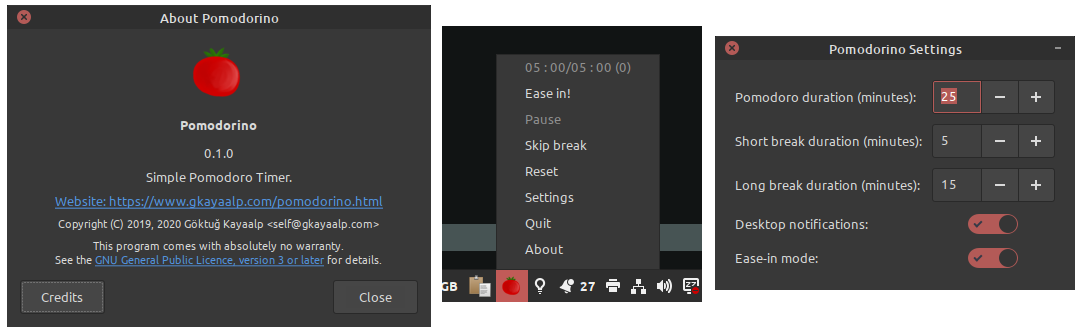 About Pomodorino
Pomodorino
0.1.0
Simple Pomodoro Timer.
Website: https://www.gkayaalp.com/pomodorino.html
Copyright (C) 2019, 2020 Göktuğ Kayaalp <self@gkayaalp.com>
This program comes with absolutely no warranty.
See the GNU General Public Licence, version 3 or later for details.
Credits
Close
05 : 00/05 : 00 (0)
Ease in!
Pause
Skip break
Reset
Settings
Quit
About
GB
27
Pomodorino Settings
Pomodoro duration (minutes): 25
Short break duration (minutes): 5
Long break duration (minutes): 15
Desktop notifications:
Ease-in mode: